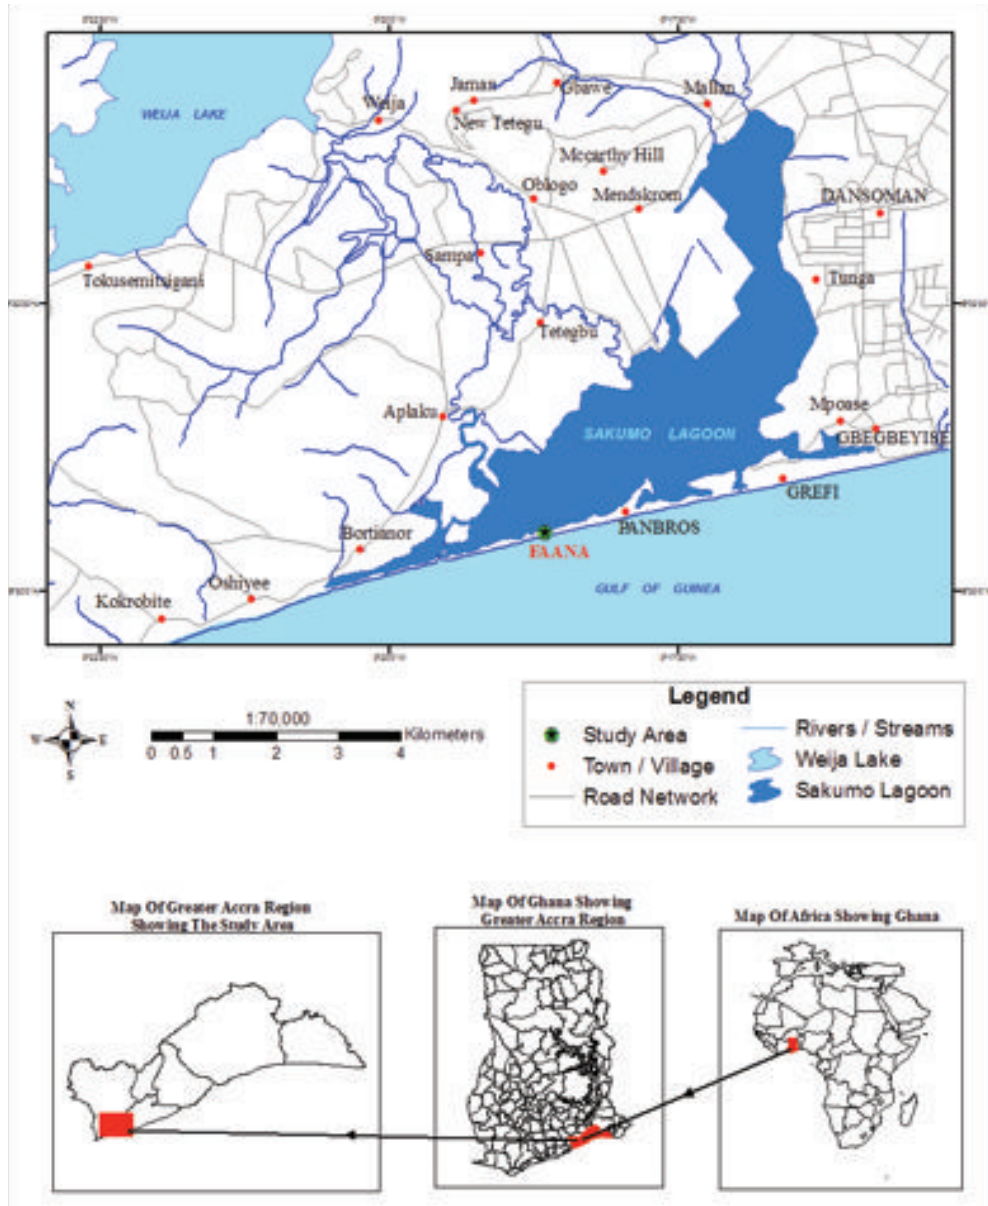 WEIJA LAKE
Weija
Jaman
New Tetegu
Gbawe
Mallan
Mccarthy Hill
Oblogo
Mendskrom
DANSOMAN
Sampa
Tunga
Tokusemitsigani
Tetegbu
Aplaku
Mpoase
SAKUMO LAGOON
GBEGBEYISE
GREFI
PANBROS
Bortianor
FAANA
Oshiyee
Kokrobite
GULF OF GUINEA
N
W E
S
1:70,000
Kilometers
0 0.5 1 2 3 4
Legend
Study Area
Town / Village
Road Network
Rivers / Streams
Weija Lake
Sakumo Lagoon
Map Of Greater Accra Region
Showing The Study Area
Map Of Ghana Showing
Greater Accra Region
Map Of Africa Showing Ghana